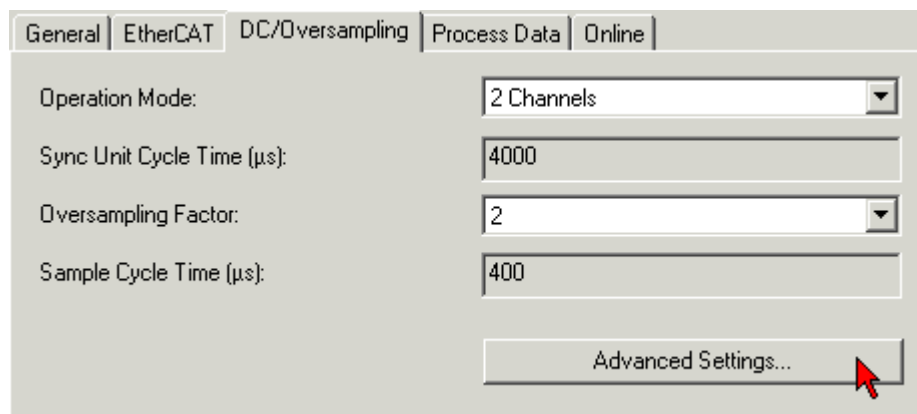 General EtherCAT DC/Oversampling Process Data Online
Operation Mode: 2 Channels
Sync Unit Cycle Time (µs): 4000
Oversampling Factor: 2
Sample Cycle Time (µs): 400
Advanced Settings...